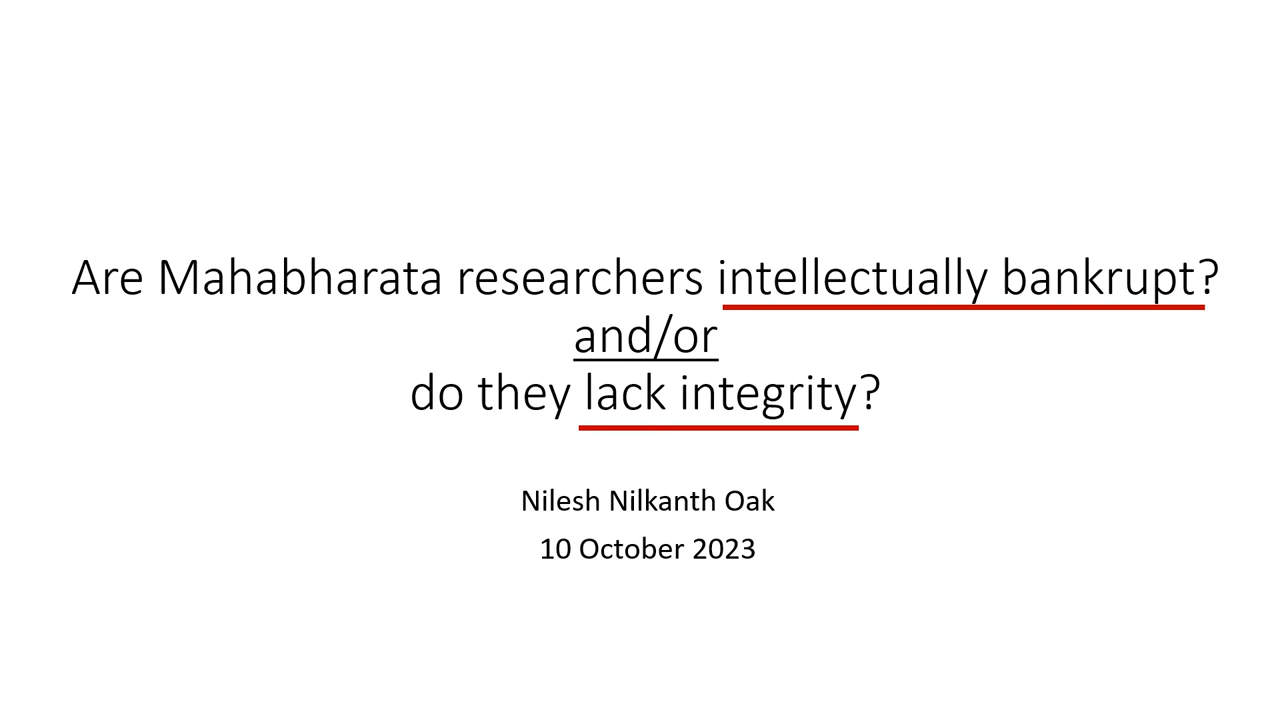 Are Mahabharata researchers intellectually bankrupt?
and/or
do they lack integrity?
Nilesh Nilkanth Oak
10 October 2023